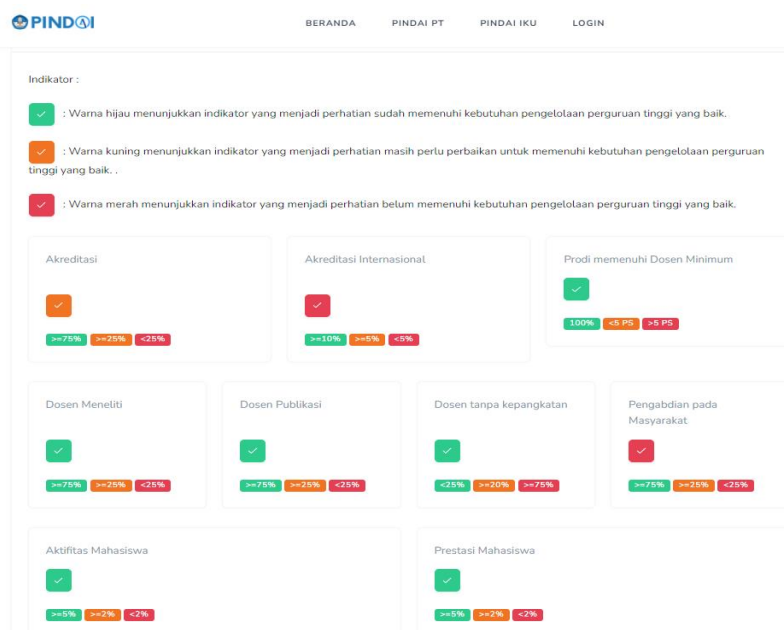 PINDAI
BERANDA PINDAI PT PINDAI IKU LOGIN
Indikator :
: Warna hijau menunjukkan indikator yang menjadi perhatian sudah memenuhi kebutuhan pengelolaan perguruan tinggi yang baik.
: Warna kuning menunjukkan indikator yang menjadi perhatian masih perlu perbaikan untuk memenuhi kebutuhan pengelolaan perguruan
tinggi yang baik. .
: Warna merah menunjukkan indikator yang menjadi perhatian belum memenuhi kebutuhan pengelolaan perguruan tinggi yang baik.
Akreditasi
>=75% >=25% <25%
Akreditasi Internasional
>=10% >=5% <5%
Prodi memenuhi Dosen Minimum
100% <5 PS >5 PS
Dosen Meneliti
>=75% >=25% <25%
Dosen Publikasi
>=75% >=25% <25%
Dosen tanpa kepangkatan
<25% >=20% >=75%
Pengabdian pada
Masyarakat
>=75% >=25% <25%
Aktifitas Mahasiswa
>=5% >=2% <2%
Prestasi Mahasiswa
>=5% >=2% <2%